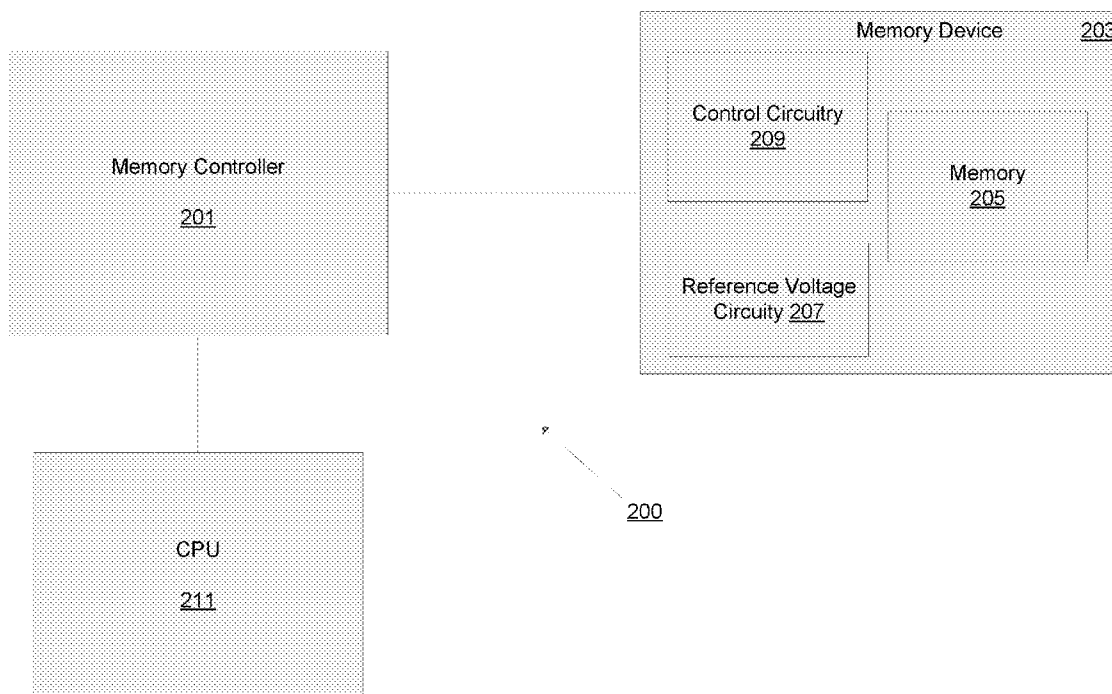 Memory Device 203
Control Circuitry
209
Memory Controller
Memory
205
201
Reference Voltage
Circuity 207
200
CPU
211